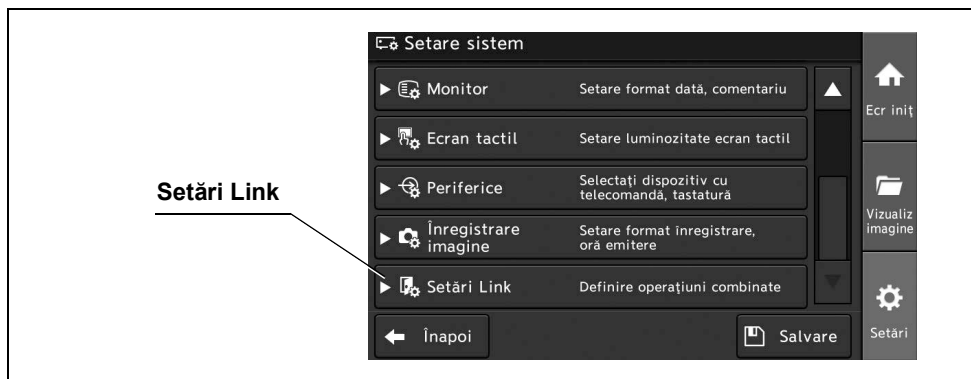 Setare sistem
Monitor Setare format dată, comentariu
Ecr iniț
Ecran tactil Setare luminozitate ecran tactil
Setări Link
Periferice Selectați dispozitiv cu
telecomandă, tastatură
Vizualiz
imagine
Înregistrare
imagine
Setare format înregistrare,
oră emitere
Setări Link Definire operațiuni combinate
Înapoi
Salvare
Setări